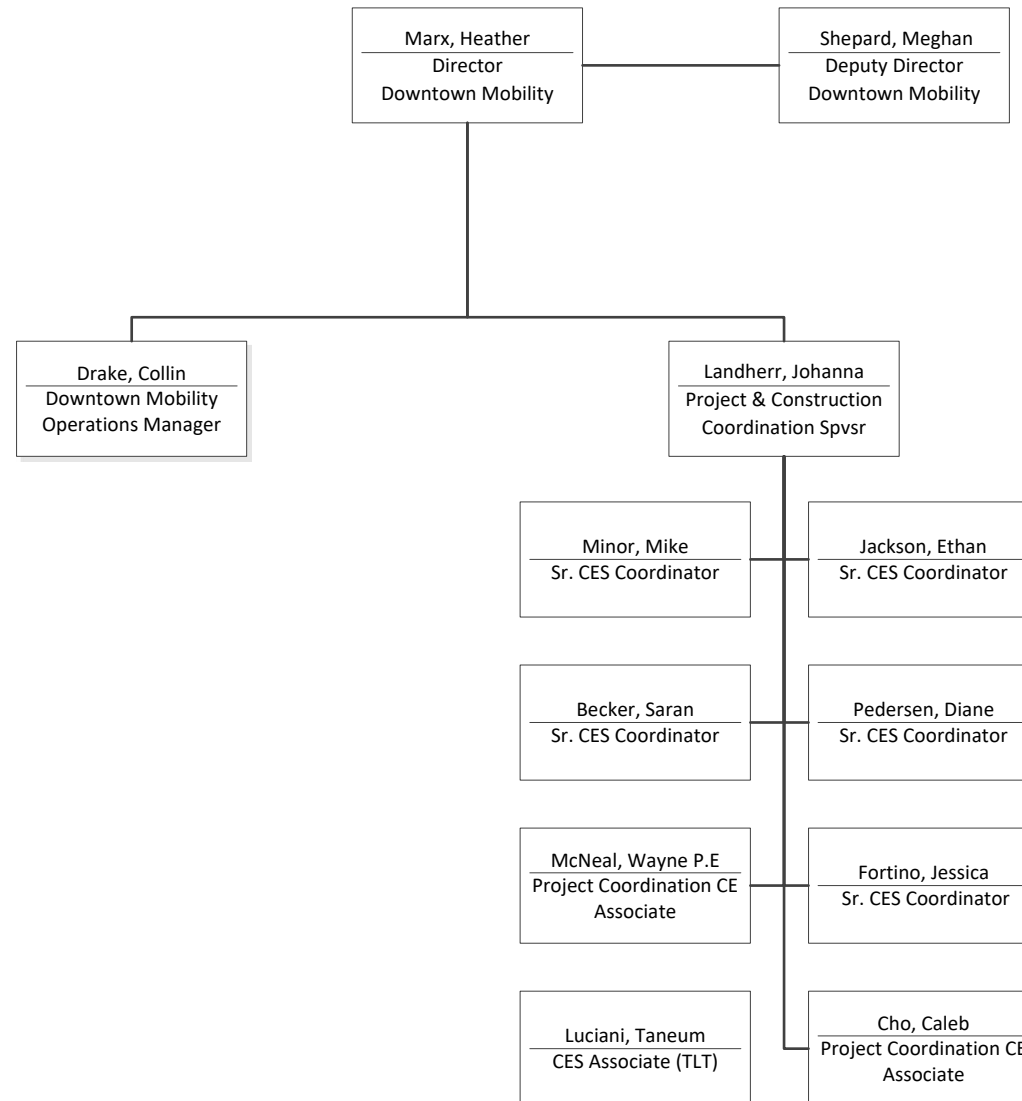 Marx, Heather
Director
Downtown Mobility
Shepard, Meghan
Deputy Director
Downtown Mobility
Drake, Collin
Downtown Mobility
Operations Manager
Landherr, Johanna
Project & Construction
Coordination Spvsr
Minor, Mike
Sr. CES Coordinator
Jackson, Ethan
Sr. CES Coordinator
Becker, Saran
Sr. CES Coordinator
Pedersen, Diane
Sr. CES Coordinator
McNeal, Wayne P.E
Project Coordination CE
Associate
Fortino, Jessica
Sr. CES Coordinator
Luciani, Taneum
CES Associate (TLT)
Cho, Caleb
Project Coordination CE
Associate